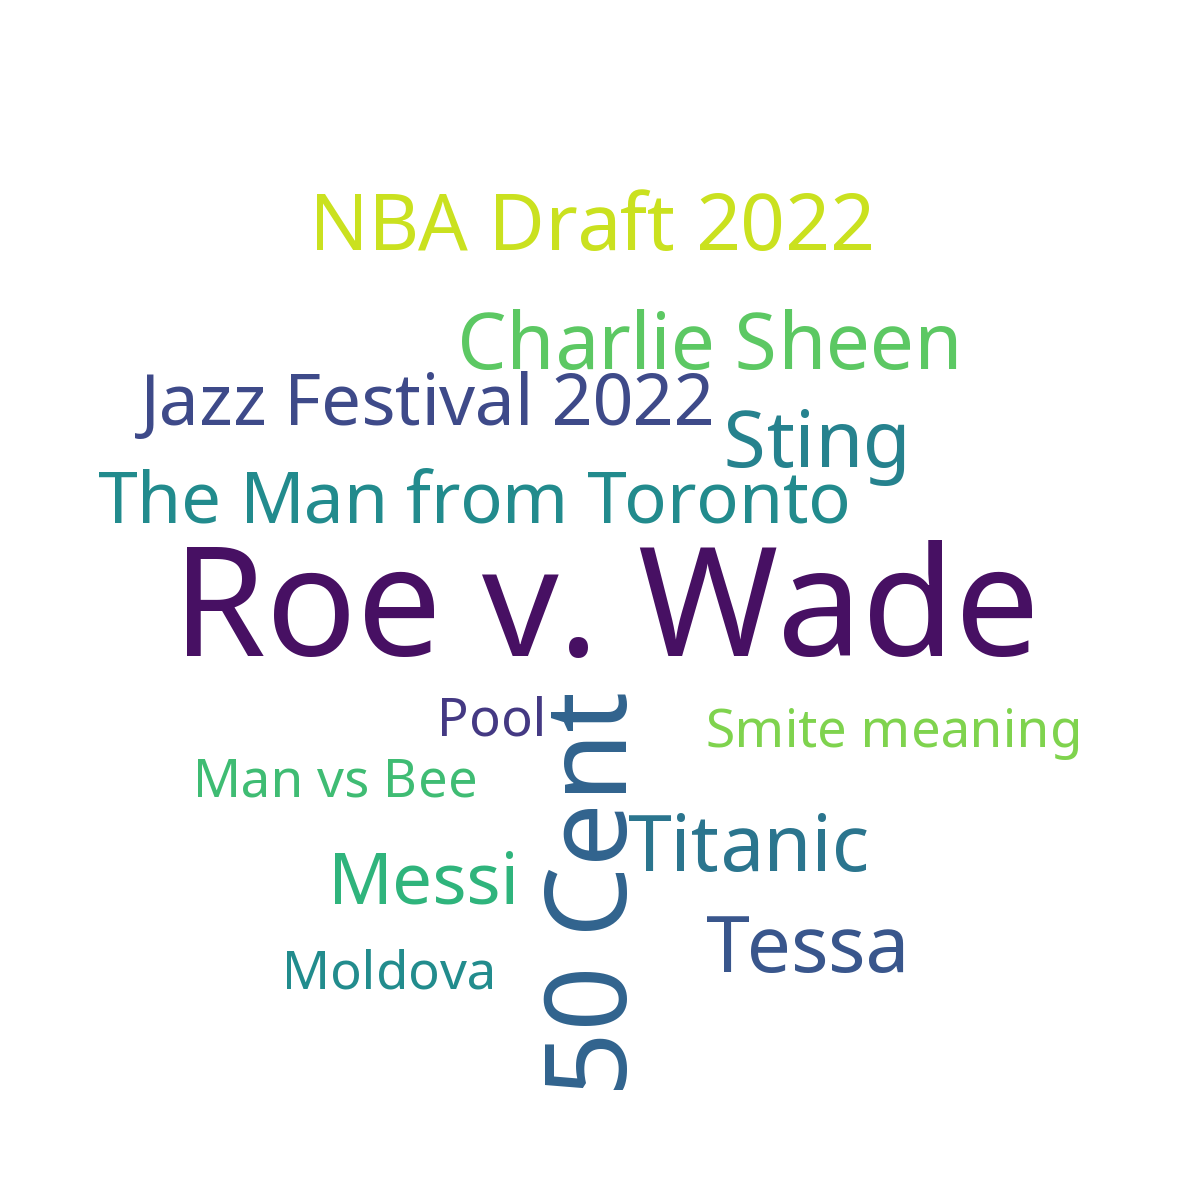 NBA Draft 2022
Charlie Sheen
Jazz Festival 2022
Sting
The Man from Toronto
Roe v. Wade
Pool
50 Cent
Smite meaning
Man vs Bee
Titanic
Messi
Tessa
Moldova